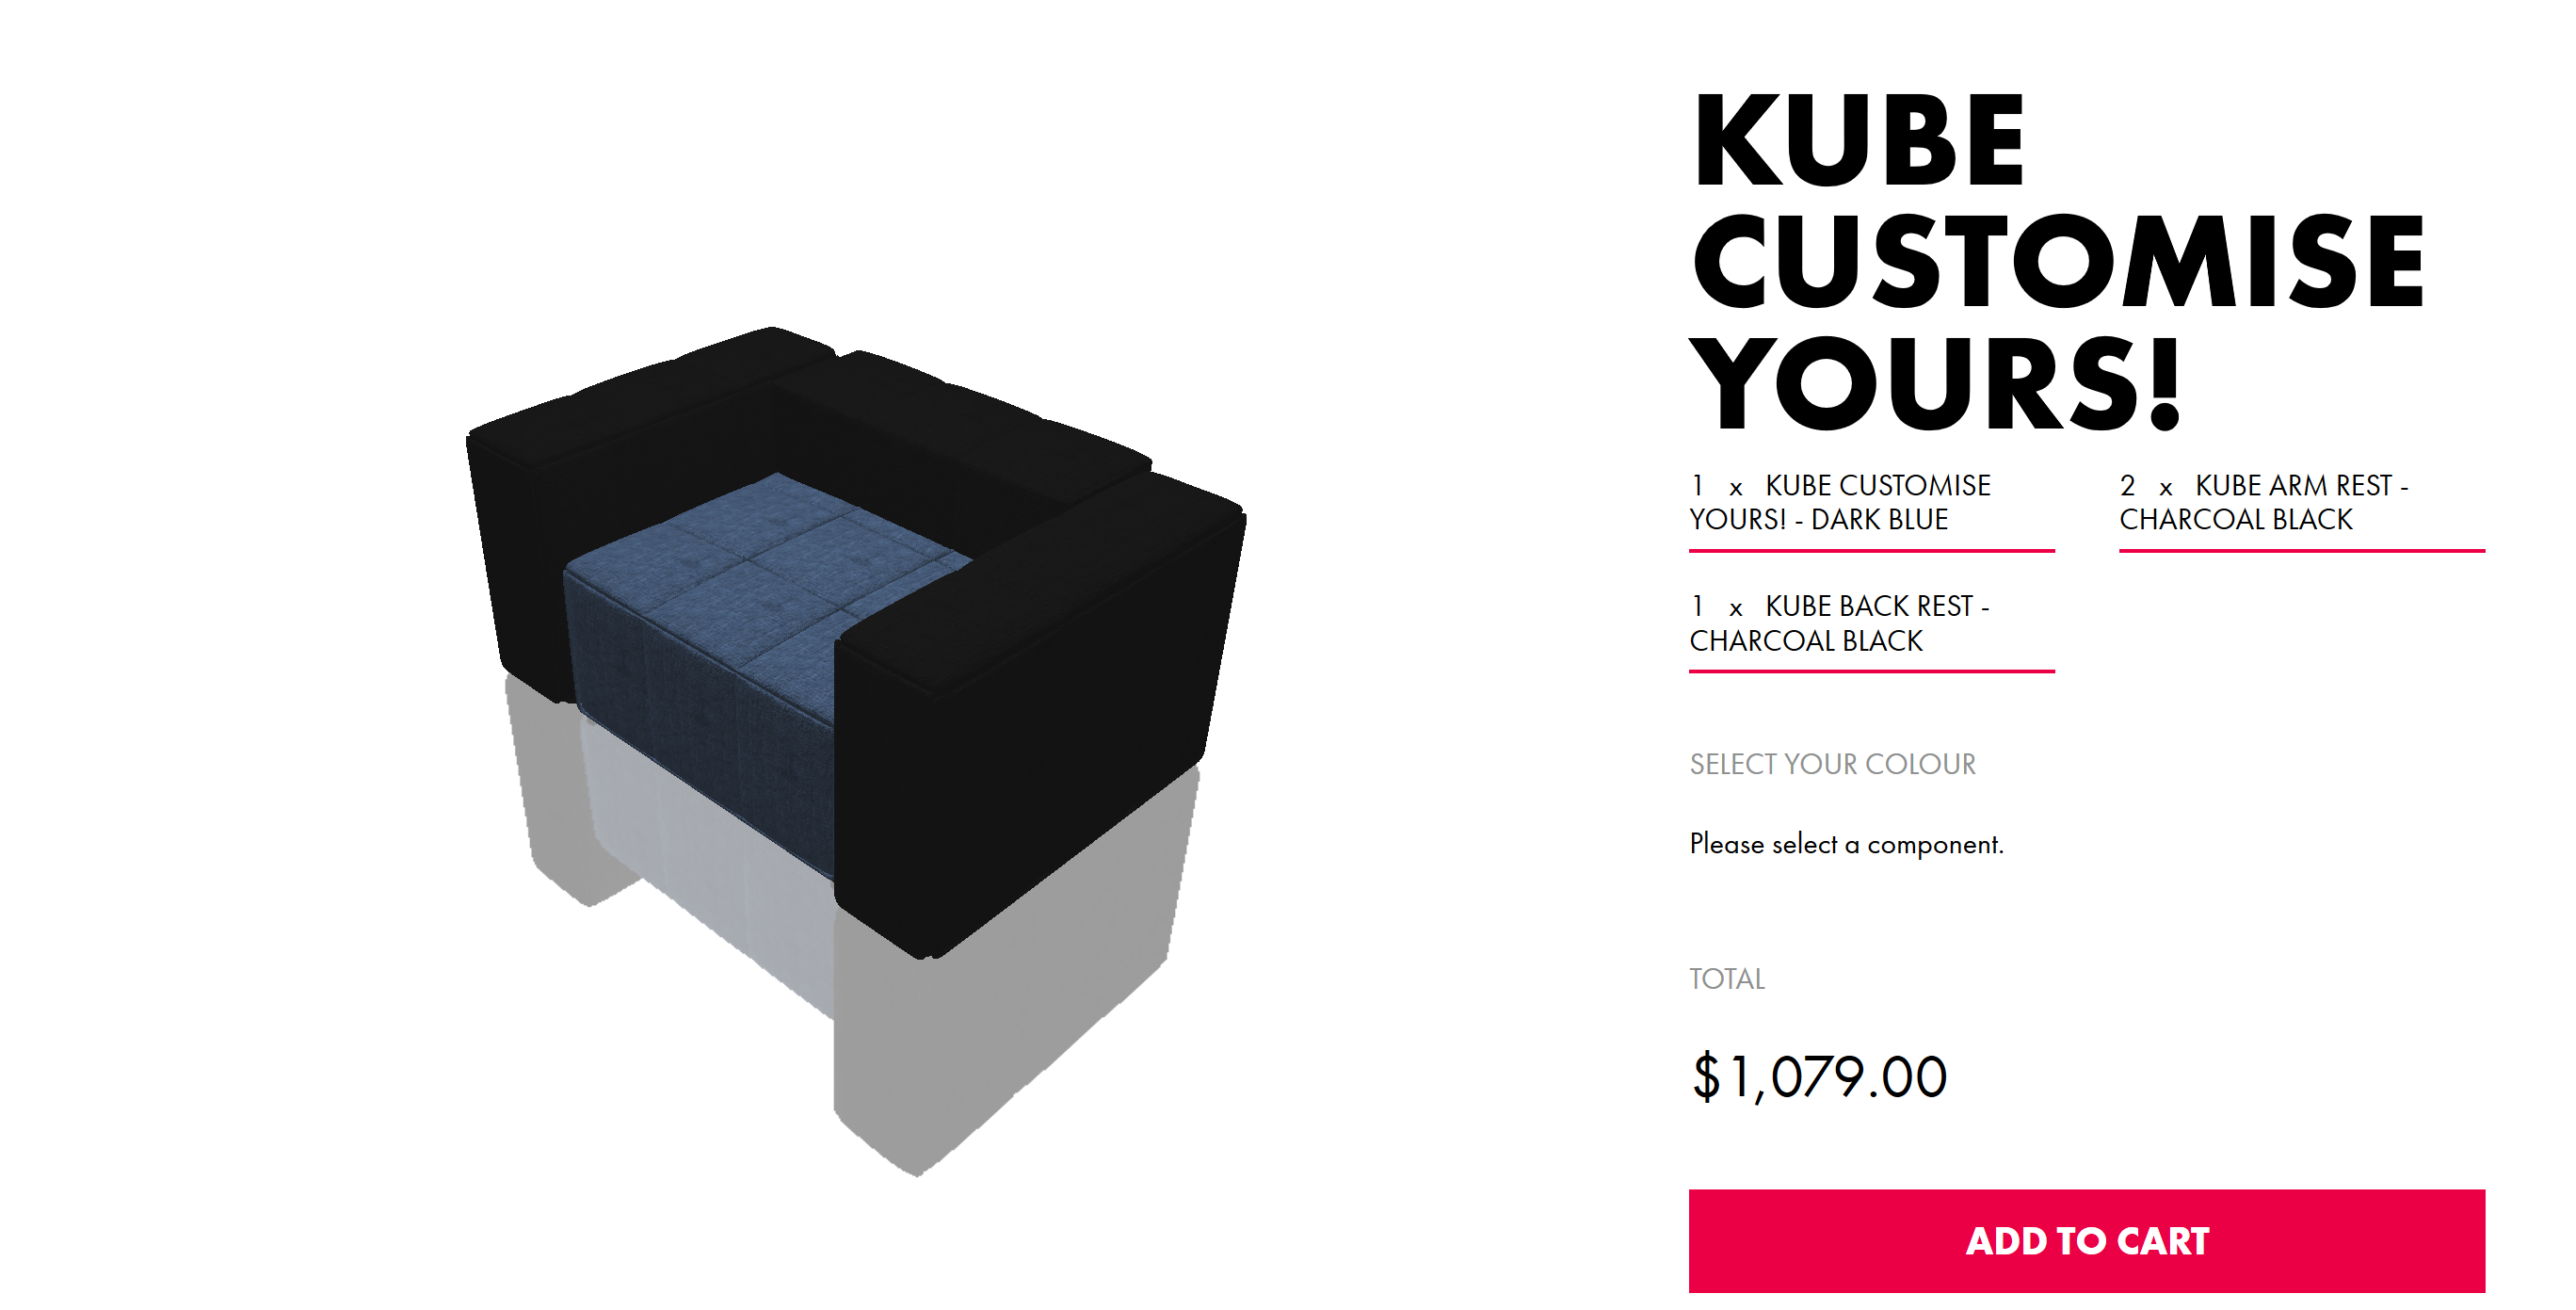 KUBE
CUSTOMISE
YOURS!
1 x KUBE CUSTOMISE
YOURS! - DARK BLUE
2 x KUBE ARM REST -
CHARCOAL BLACK
1 x KUBE BACK REST -
CHARCOAL BLACK
SELECT YOUR COLOUR
Please select a component.
TOTAL
$1,079.00
ADD TO CART